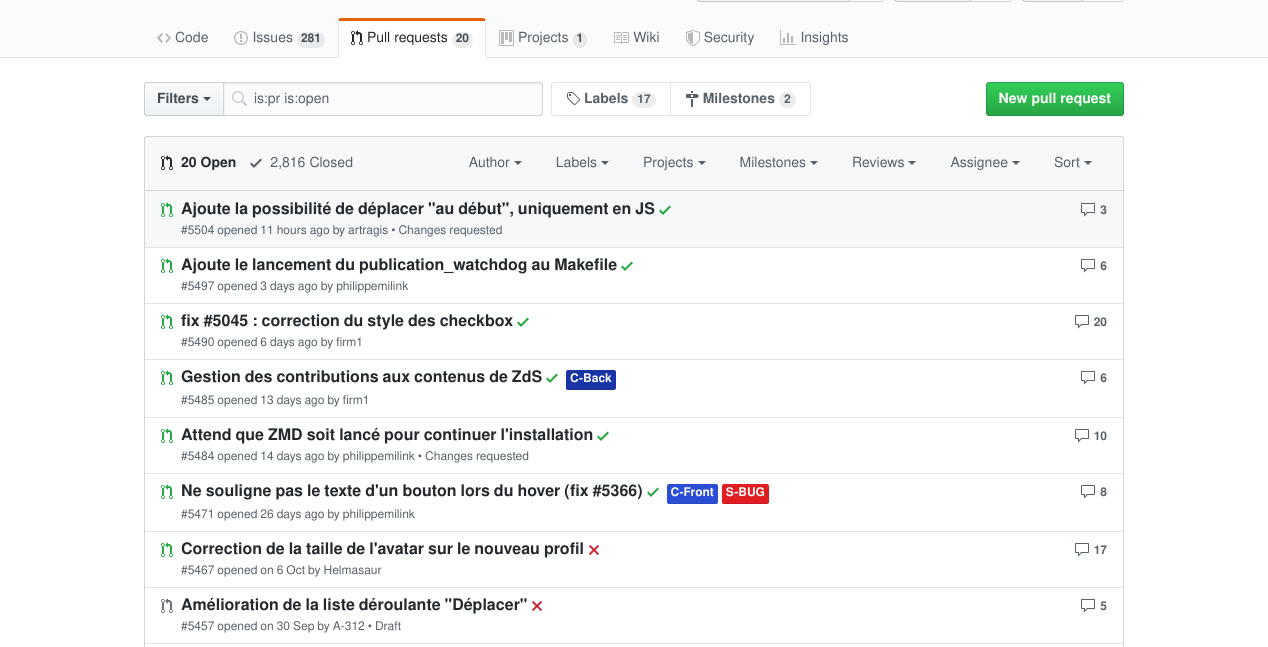 Code Issues 281 Pull requests 20 Projects 1 Wiki Security Insights
Filters is:pr is:open Labels 17 Milestones 2 New pull request
20 Open 2,816 Closed Author Labels Projects Milestones Reviews Assignee Sort
Ajoute la possibilité de déplacer "au début", uniquement en JS 3
#5504 opened 11 hours ago by artragis • Changes requested
Ajoute le lancement du publication_watchdog au Makefile 6
#5497 opened 3 days ago by philippemilink
fix #5045 : correction du style des checkbox 20
#5490 opened 6 days ago by firm1
Gestion des contributions aux contenus de ZdS C-Back 6
#5485 opened 13 days ago by firm1
Attend que ZMD soit lancé pour continuer l'installation 10
#5484 opened 14 days ago by philippemilink • Changes requested
Ne souligne pas le texte d'un bouton lors du hover (fix #5366) C-Front S-BUG 8
#5471 opened 26 days ago by philippemilink
Correction de la taille de l'avatar sur le nouveau profil 17
#5467 opened on 6 Oct by Helmasaur
Amélioration de la liste déroulante "Déplacer" 5
#5457 opened on 30 Sep by A-312 • Draft